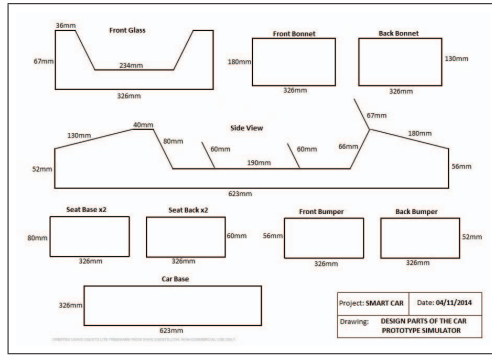 Front Glass
36mm
67mm
234mm
326mm
Front Bonnet
180mm
326mm
Back Bonnet
130mm
326mm
Side View
130mm
40mm
80mm
60mm
190mm
60mm
67mm
66mm
180mm
52mm
56mm
623mm
Seat Base x2
80mm
326mm
Seat Back x2
60mm
326mm
Front Bumper
56mm
326mm
Back Bumper
52mm
326mm
Car Base
326mm
623mm
Project: SMART CAR
Date: 04/11/2014
Drawing: DESIGN PARTS OF THE CAR
PROTOTYPE SIMULATOR